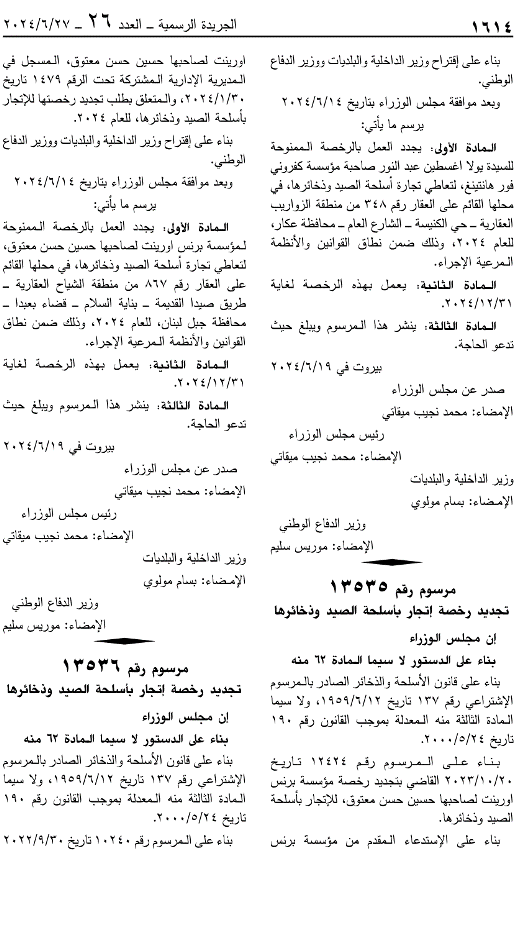 ١٦١٤
الجريدة الرسمية ـ العدد ٢٦ ـ ٢٠٢٤/٦/٢٧
بناء على إقتراح وزير الداخلية والبلديات ووزير الدفاع
الوطني.
وبعد موافقة مجلس الوزراء بتاريخ ٢٠٢٤/٦/١٤
يرسم ما يأتي:
المادة الأولى: يجدد العمل بالرخصة الممنوحة
للسيدة يولا اغسطين عبد النور صاحبة مؤسسة كفروني
فور هانتينغ، لتعاطي تجارة أسلحة الصيد وذخائرها، في
محلها القائم على العقار رقم ٣٤٨ من منطقة الزواريب
العقارية ـ حي الكنيسة ـ الشارع العام ـ محافظة عكار،
للعام ٢٠٢٤، وذلك ضمن نطاق القوانين والأنظمة
المرعية الإجراء.
المادة الثانية: يعمل بهذه الرخصة لغاية
٢٠٢٤/١٢/٣١.
المادة الثالثة: ينشر هذا المرسوم ويبلغ حيث
تدعو الحاجة.
بيروت في ٢٠٢٤/٦/١٩
صدر عن مجلس الوزراء
الإمضاء: محمد نجيب ميقاتي
رئيس مجلس الوزراء
الإمضاء: محمد نجيب ميقاتي
وزير الداخلية والبلديات
الإمضاء: بسام مولوي
وزير الدفاع الوطني
الإمضاء: موريس سليم
مرسوم رقم ١٣٥٣٥
تجديد رخصة إتجار بأسلحة الصيد وذخائرها
إن مجلس الوزراء
بناء على الدستور لا سيما المادة ٦٢ منه
بناء على قانون الأسلحة والذخائر الصادر بالمرسوم
الإشتراعي رقم ١٣٧ تاريخ ١٩٥٩/٦/١٢، ولا سيما
المادة الثالثة منه المعدلة بموجب القانون رقم ١٩٠
تاريخ ٢٠٠٠/٥/٢٤.
بناء على المرسوم رقم ١٢٤٢٤ تاريخ
٢٠٢٣/١٠/٢٠ القاضي بتجديد رخصة مؤسسة برنس
اورينت لصاحبها حسين حسن معتوق، للإتجار بأسلحة
الصيد وذخائرها.
بناء على الإستدعاء المقدم من مؤسسة برنس
اورينت لصاحبها حسين حسن معتوق، المسجل في
المديرية الإدارية المشتركة تحت الرقم ١٤٧٩ تاريخ
٢٠٢٤/١/٣٠، والمتعلق بطلب تجديد رخصتها للإتجار
بأسلحة الصيد وذخائرها، للعام ٢٠٢٤.
بناء على إقتراح وزير الداخلية والبلديات ووزير الدفاع
الوطني.
وبعد موافقة مجلس الوزراء بتاريخ ٢٠٢٤/٦/١٤
يرسم ما يأتي:
المادة الأولى: يجدد العمل بالرخصة الممنوحة
لمؤسسة برنس اورينت لصاحبها حسين حسن معتوق،
لتعاطي تجارة أسلحة الصيد وذخائرها، في محلها القائم
على العقار رقم ٨٦٧ من منطقة الشياح العقارية ـ
طريق صيدا القديمة ـ بناية السلام ـ قضاء بعبدا ـ
محافظة جبل لبنان، للعام ٢٠٢٤، وذلك ضمن نطاق
القوانين والأنظمة المرعية الإجراء.
المادة الثانية: يعمل بهذه الرخصة لغاية
٢٠٢٤/١٢/٣١.
المادة الثالثة: ينشر هذا المرسوم ويبلغ حيث
تدعو الحاجة.
بيروت في ٢٠٢٤/٦/١٩
صدر عن مجلس الوزراء
الإمضاء: محمد نجيب ميقاتي
رئيس مجلس الوزراء
الإمضاء: محمد نجيب ميقاتي
وزير الداخلية والبلديات
الإمضاء: بسام مولوي
وزير الدفاع الوطني
الإمضاء: موريس سليم
مرسوم رقم ١٣٥٣٦
تجديد رخصة إتجار بأسلحة الصيد وذخائرها
إن مجلس الوزراء
بناء على الدستور لا سيما المادة ٦٢ منه
بناء على قانون الأسلحة والذخائر الصادر بالمرسوم
الإشتراعي رقم ١٣٧ تاريخ ١٩٥٩/٦/١٢، ولا سيما
المادة الثالثة منه المعدلة بموجب القانون رقم ١٩٠
تاريخ ٢٠٠٠/٥/٢٤.
بناء على المرسوم رقم ١٠٢٤٠ تاريخ ٢٠٢٢/٩/٣٠